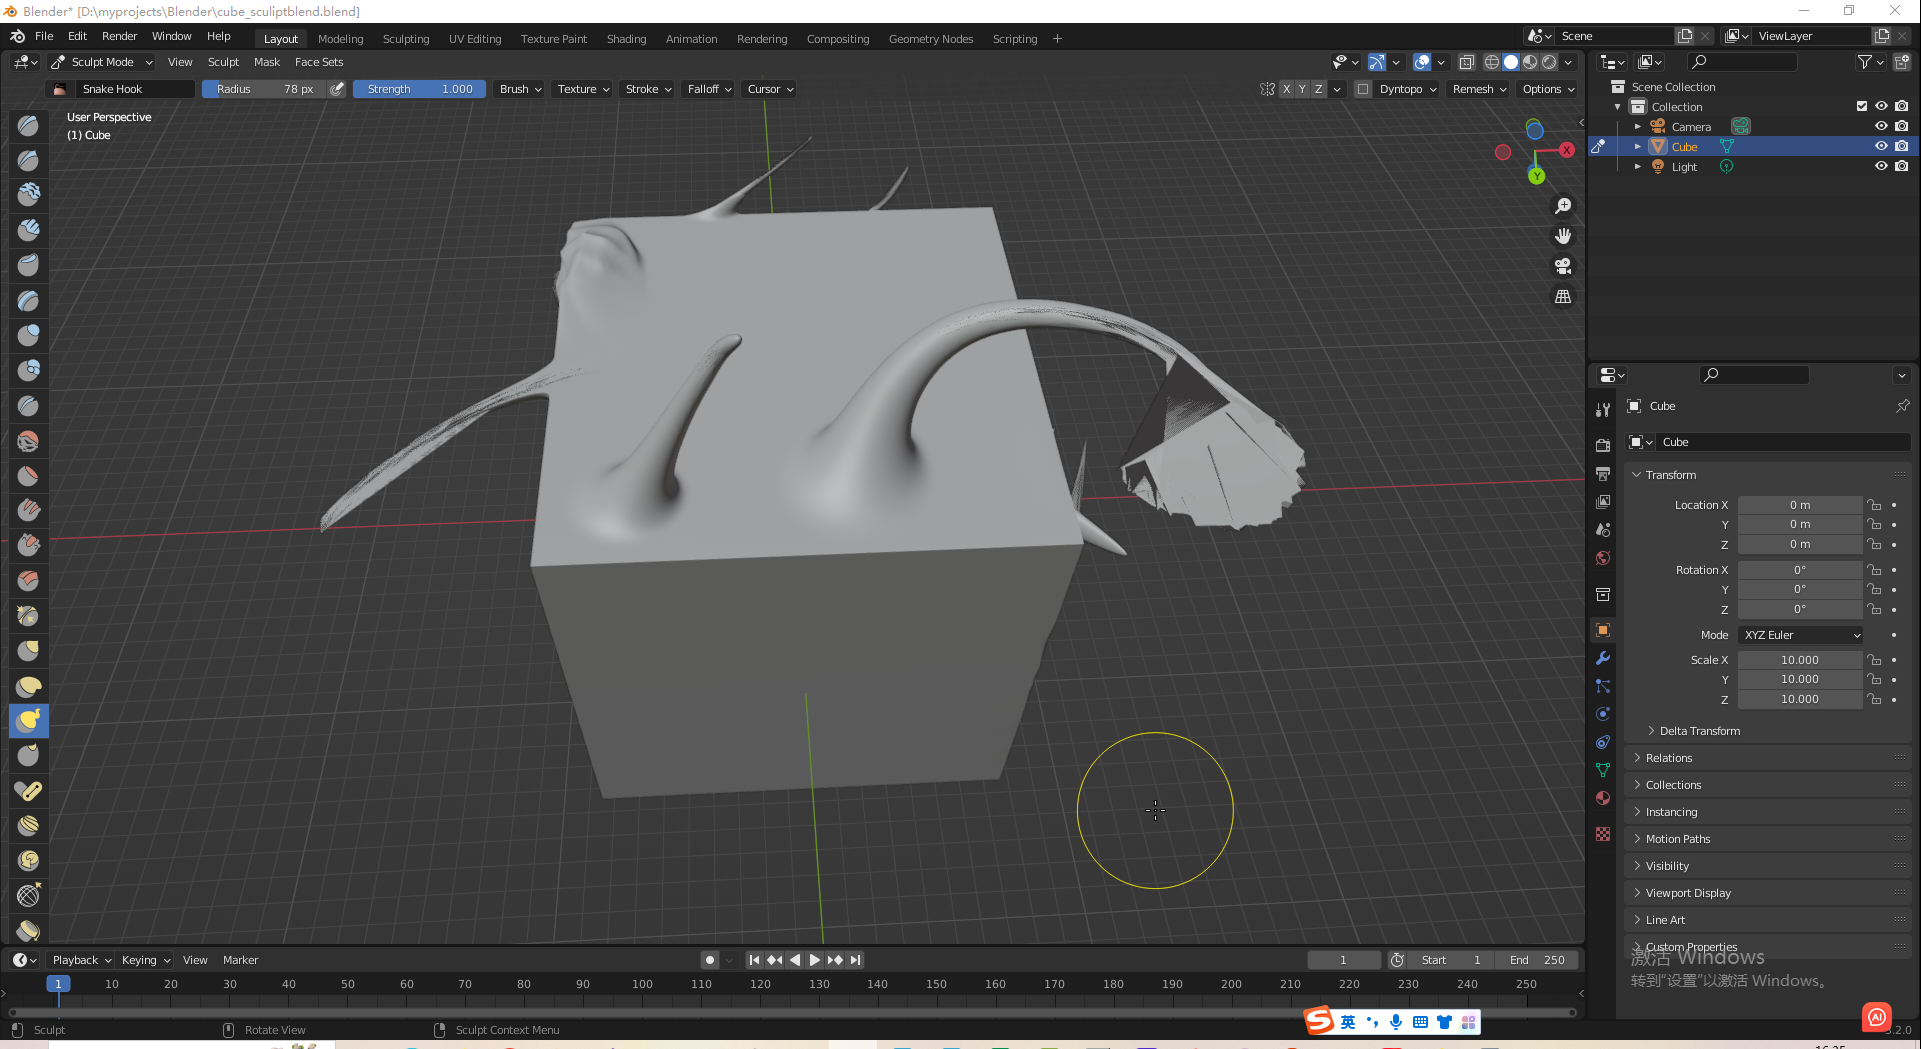 Blender* [D:\myprojects\Blender\cube_sculiptblend.blend]
File Edit Render Window Help Layout Modeling Sculpting UV Editing Texture Paint Shading Animation Rendering Compositing Geometry Nodes Scripting + Scene ViewLayer
Sculpt Mode View Sculpt Mask Face Sets
Snake Hook Radius 78 px Strength 1.000 Brush Texture Stroke Falloff Cursor X Y Z Dyntopo Remesh Options
User Perspective
(1) Cube
X
Y
Scene Collection
Collection
Camera
Cube
Light
Cube
Cube
Transform
Location X 0 m
Y 0 m
Z 0 m
Rotation X 0°
Y 0°
Z 0°
Mode XYZ Euler
Scale X 10.000
Y 10.000
Z 10.000
Delta Transform
Relations
Collections
Instancing
Motion Paths
Visibility
Viewport Display
Line Art
Custom Properties
激活 Windows
转到“设置”以激活 Windows。
Playback Keying View Marker 1 Start 1 End 250
1 10 20 30 40 50 60 70 80 90 100 110 120 130 140 150 160 170 180 190 200 210 220 230 240 250
Sculpt Rotate View Sculpt Context Menu
S 英
AI
3.2.0